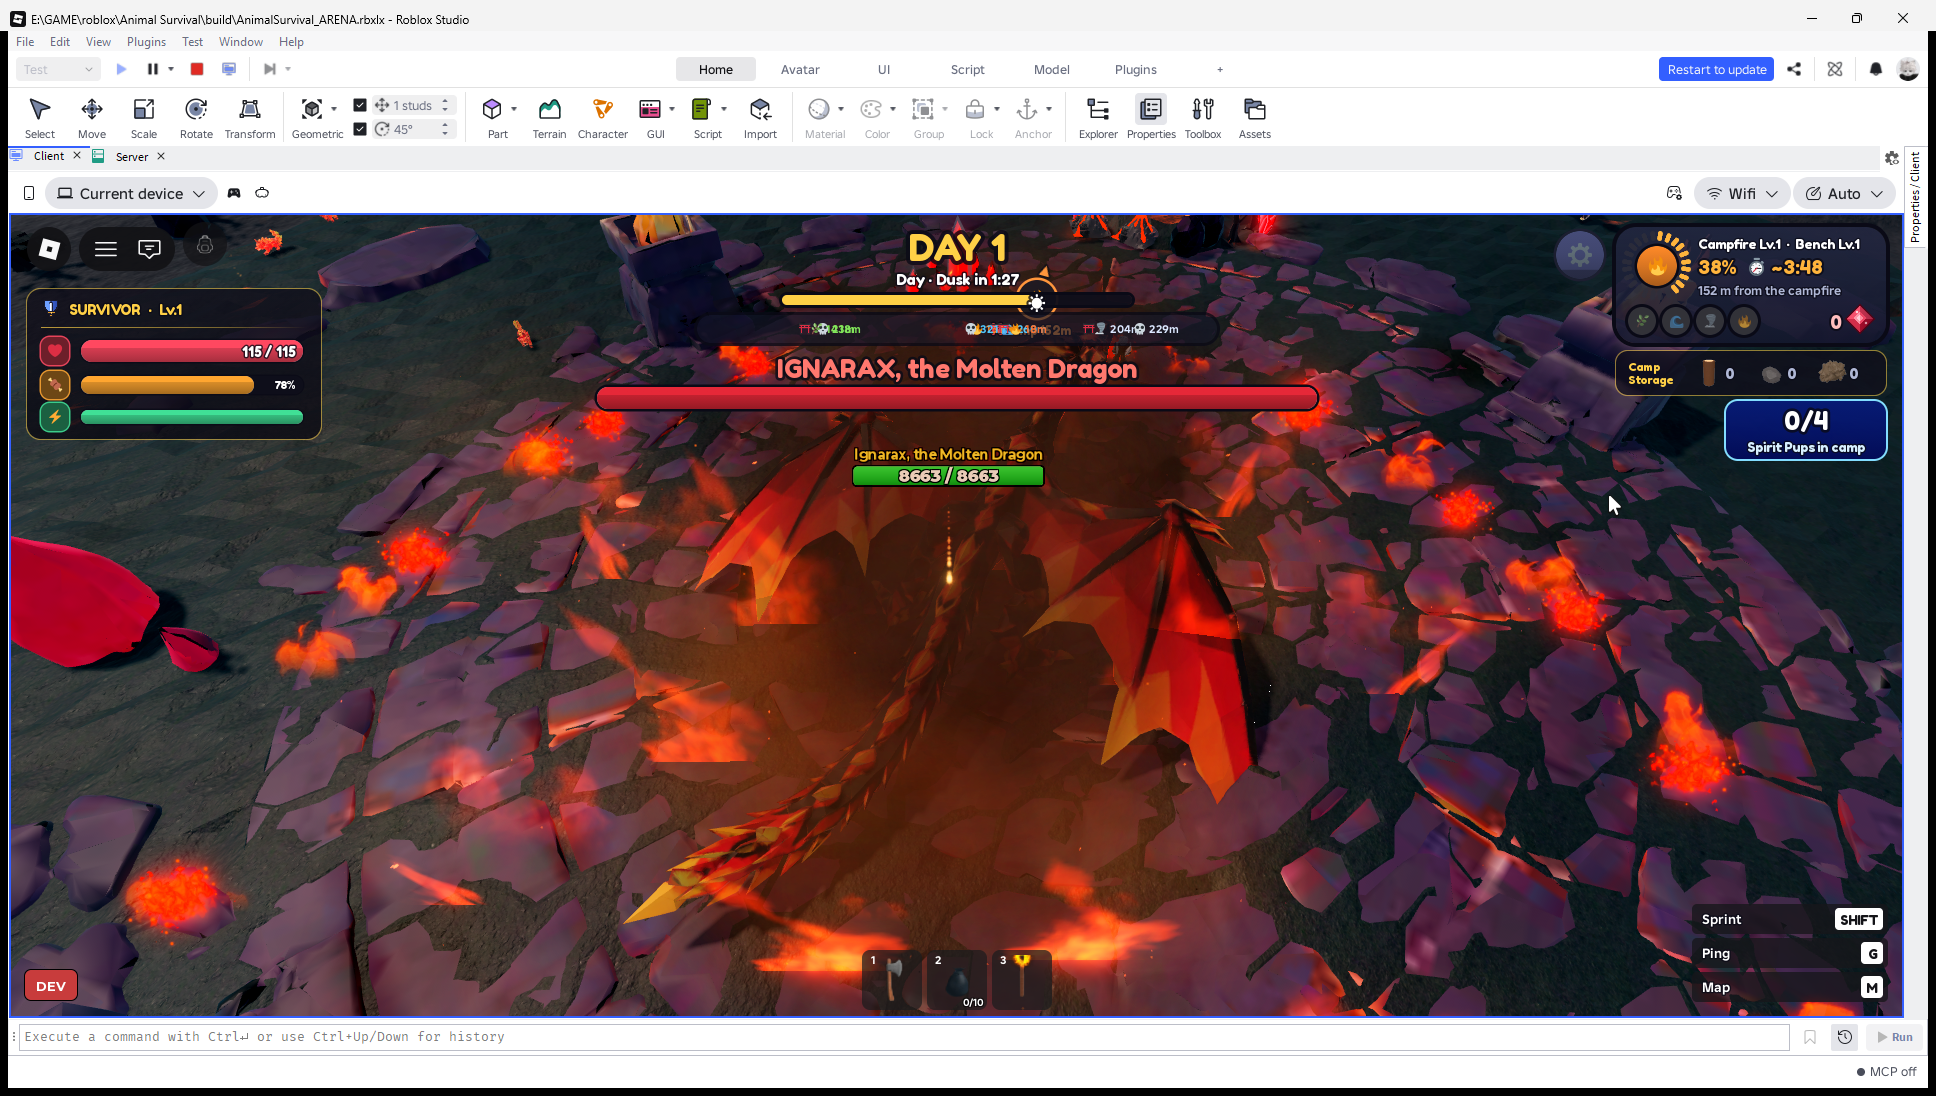 E:\GAME\roblox\Animal Survival\build\AnimalSurvival_ARENA.rbxlx - Roblox Studio
File Edit View Plugins Test Window Help
Test
Home Avatar UI Script Model Plugins +
Restart to update
Select Move Scale Rotate Transform Geometric
1 studs
45°
Part Terrain Character GUI Script Import Material Color Group Lock Anchor Explorer Properties Toolbox Assets
Client Server
Properties / Client
Current device
Wifi
Auto
DAY 1
Day · Dusk in 1:27
204m 229m
IGNARAX, the Molten Dragon
Ignarax, the Molten Dragon
8663 / 8663
SURVIVOR · Lv.1
115 / 115
78%
Campfire Lv.1 · Bench Lv.1
38% ~3:48
152 m from the campfire
0
Camp Storage 0 0 0
0/4
Spirit Pups in camp
Sprint SHIFT
Ping G
Map M
DEV
1 2 3
0/10
Execute a command with Ctrl↵ or use Ctrl+Up/Down for history
Run
MCP off